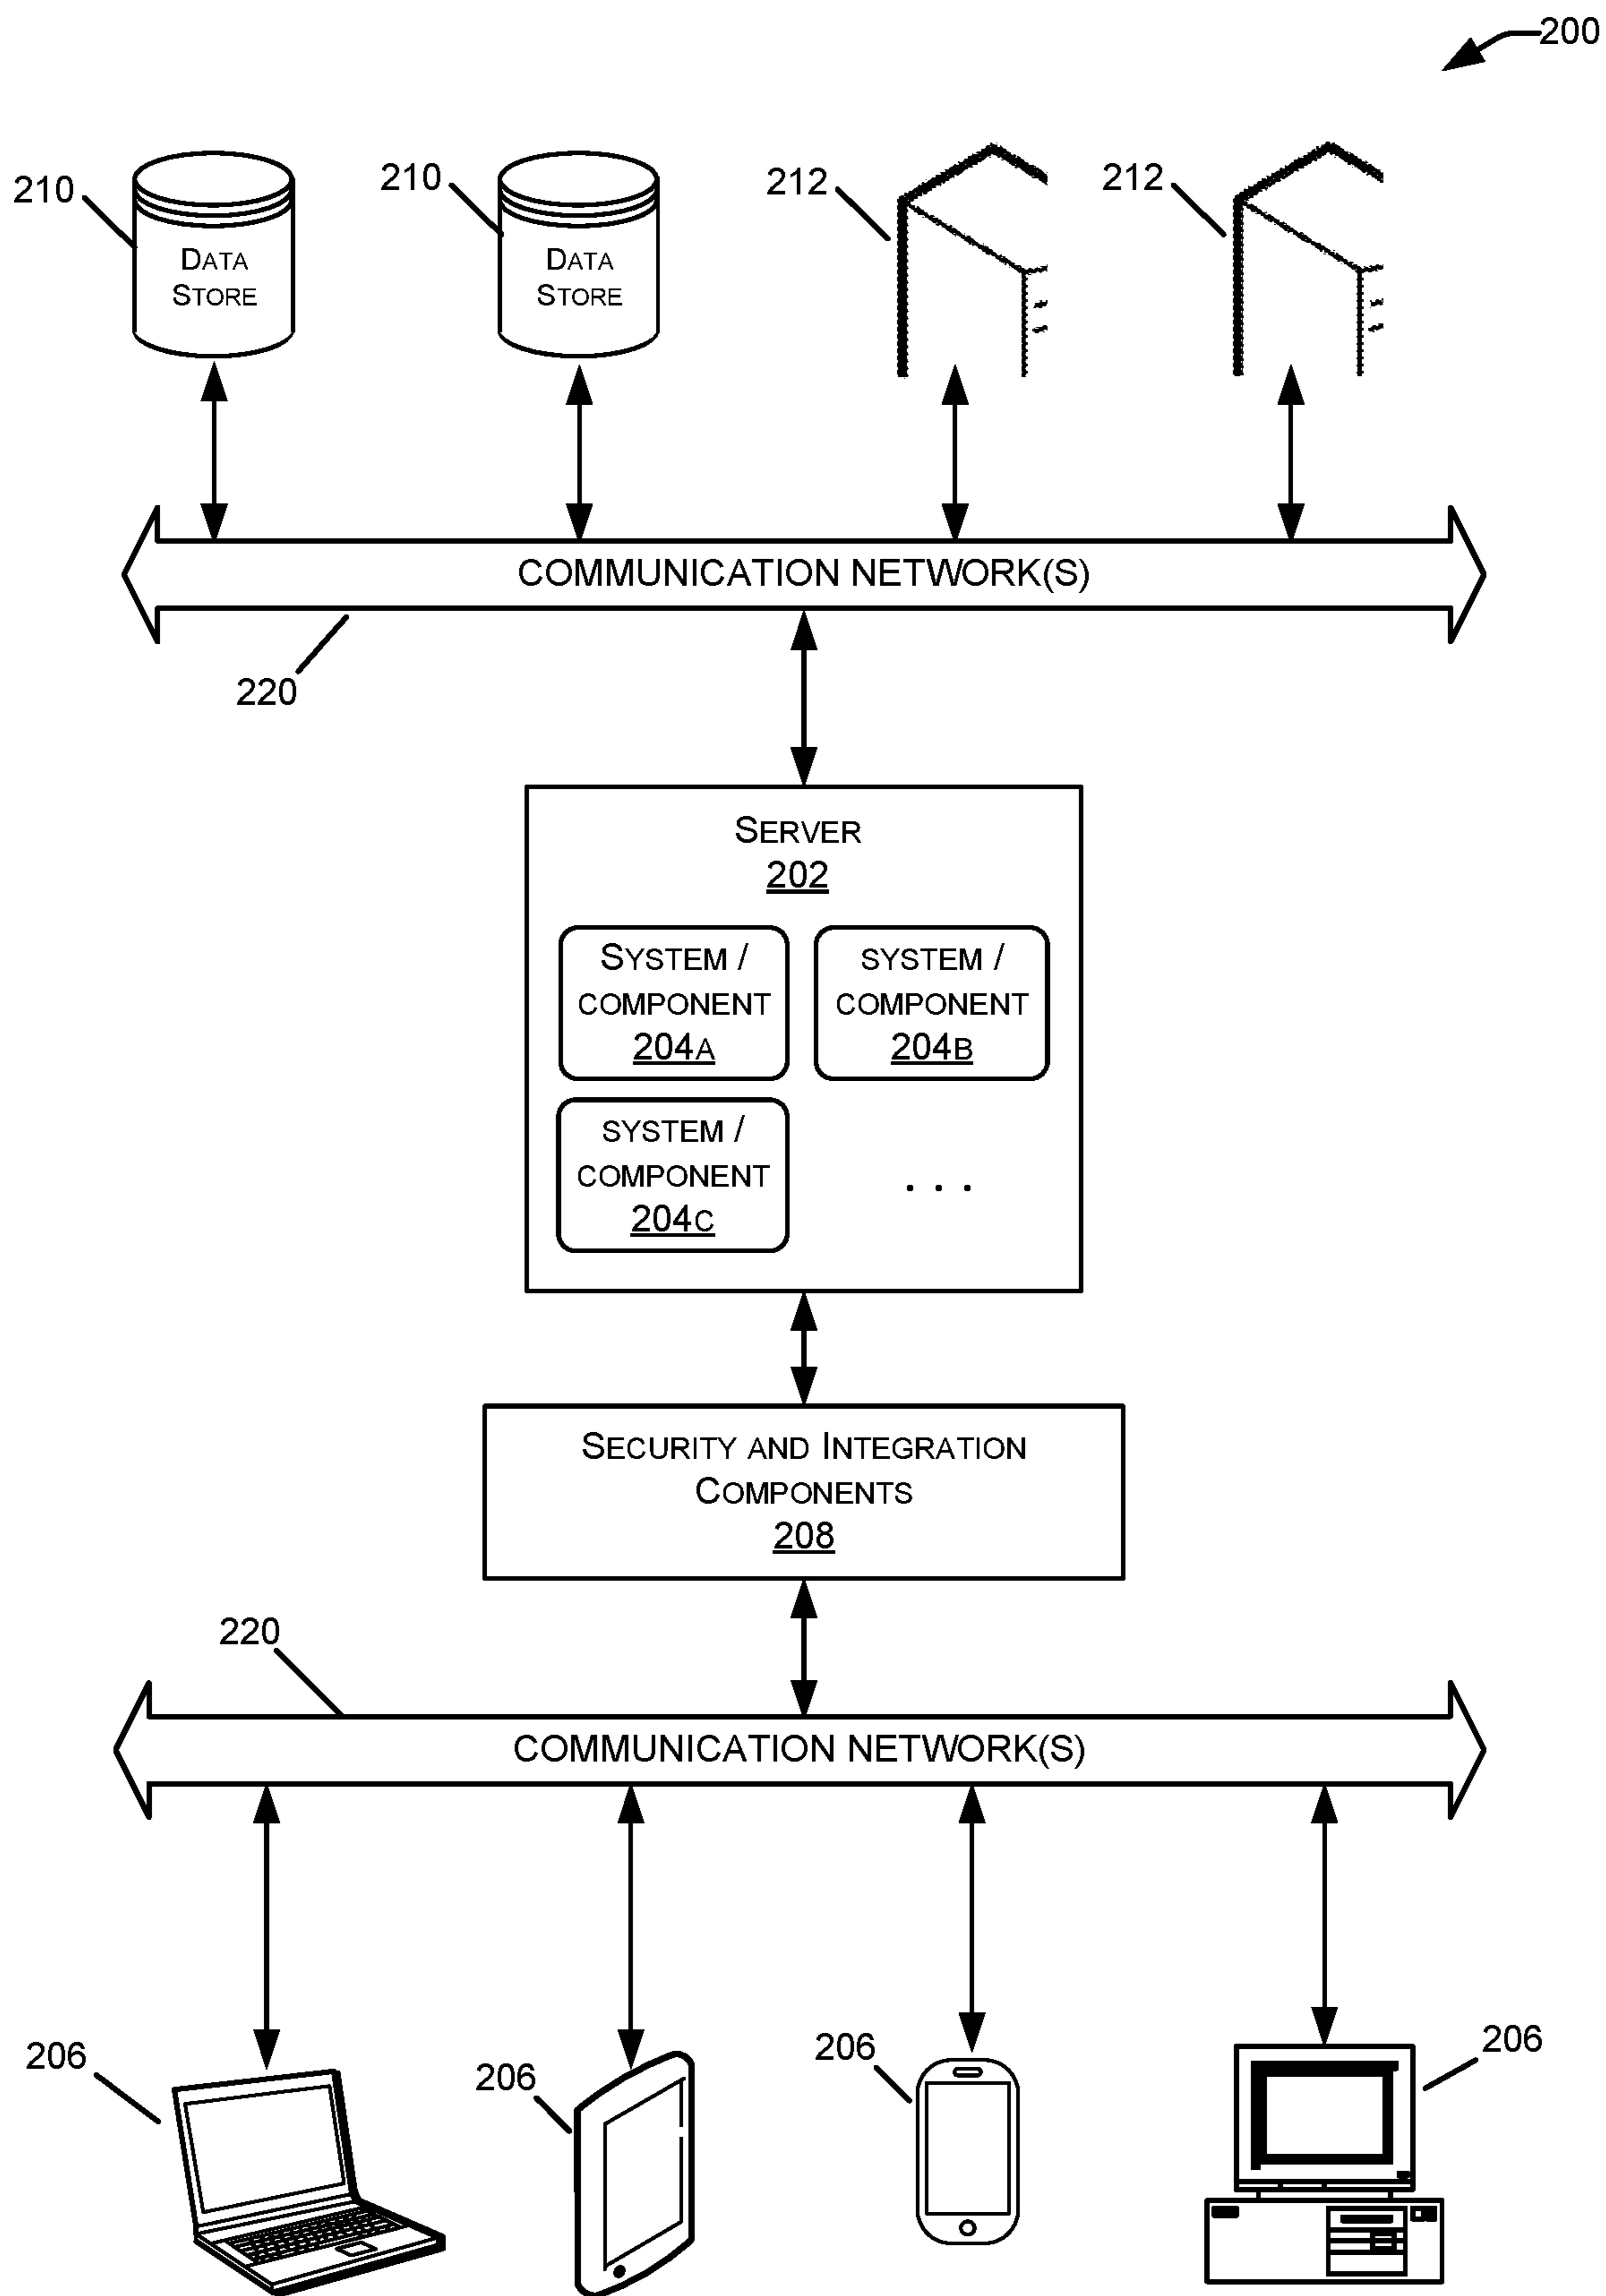 200
210
210
212
212
DATA
STORE
DATA
STORE
COMMUNICATION NETWORK(S)
220
SERVER
202
SYSTEM /
COMPONENT
204A
SYSTEM /
COMPONENT
204B
SYSTEM /
COMPONENT
204C
. . .
SECURITY AND INTEGRATION
COMPONENTS
208
220
COMMUNICATION NETWORK(S)
206
206
206
206